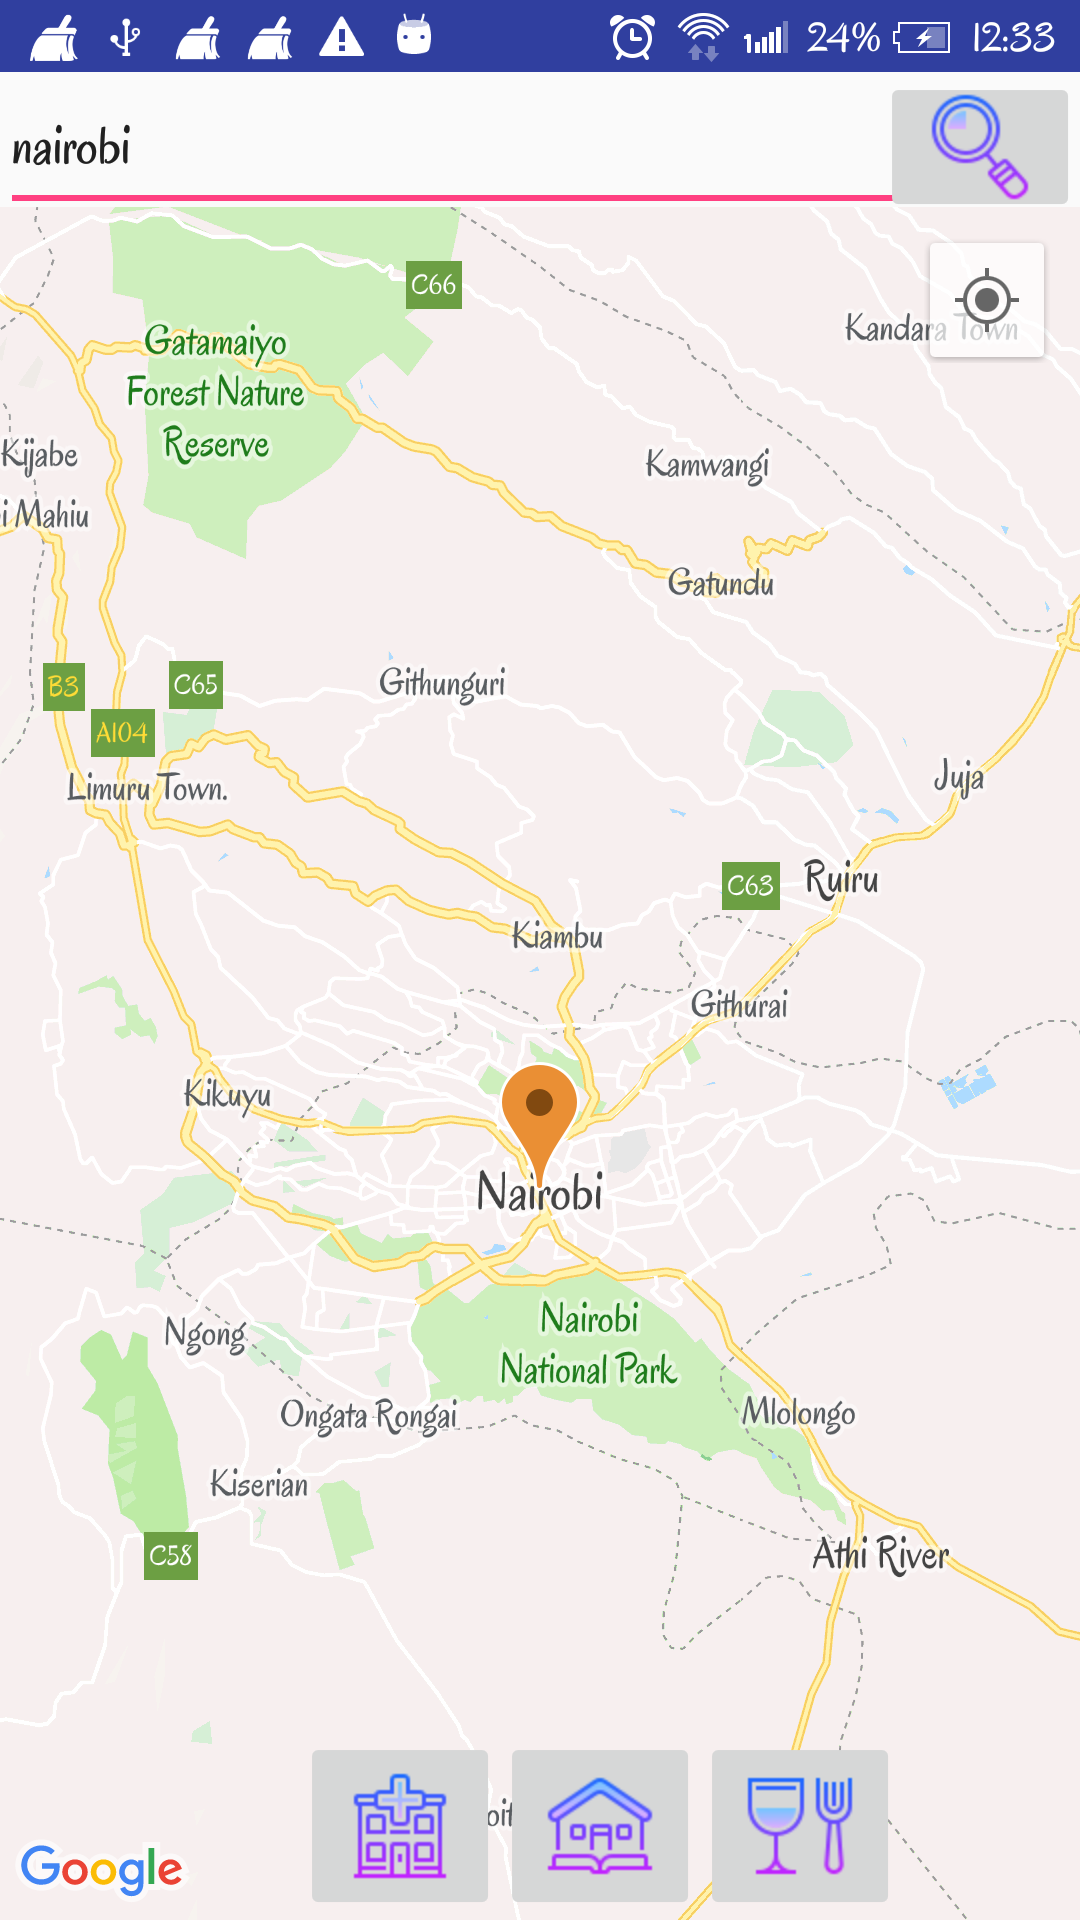 24% 12:33
nairobi
C66
Kandara Town
Gatamaiyo
Forest Nature
Reserve
Kijabe
Kamwangi
i Mahiu
Gatundu
B3
C65
Githunguri
A104
Limuru Town.
Juja
C63
Ruiru
Kiambu
Githurai
Kikuyu
Nairobi
Nairobi
National Park
Ngong
Ongata Rongai
Mlolongo
Kiserian
C58
Athi River
oit
Google